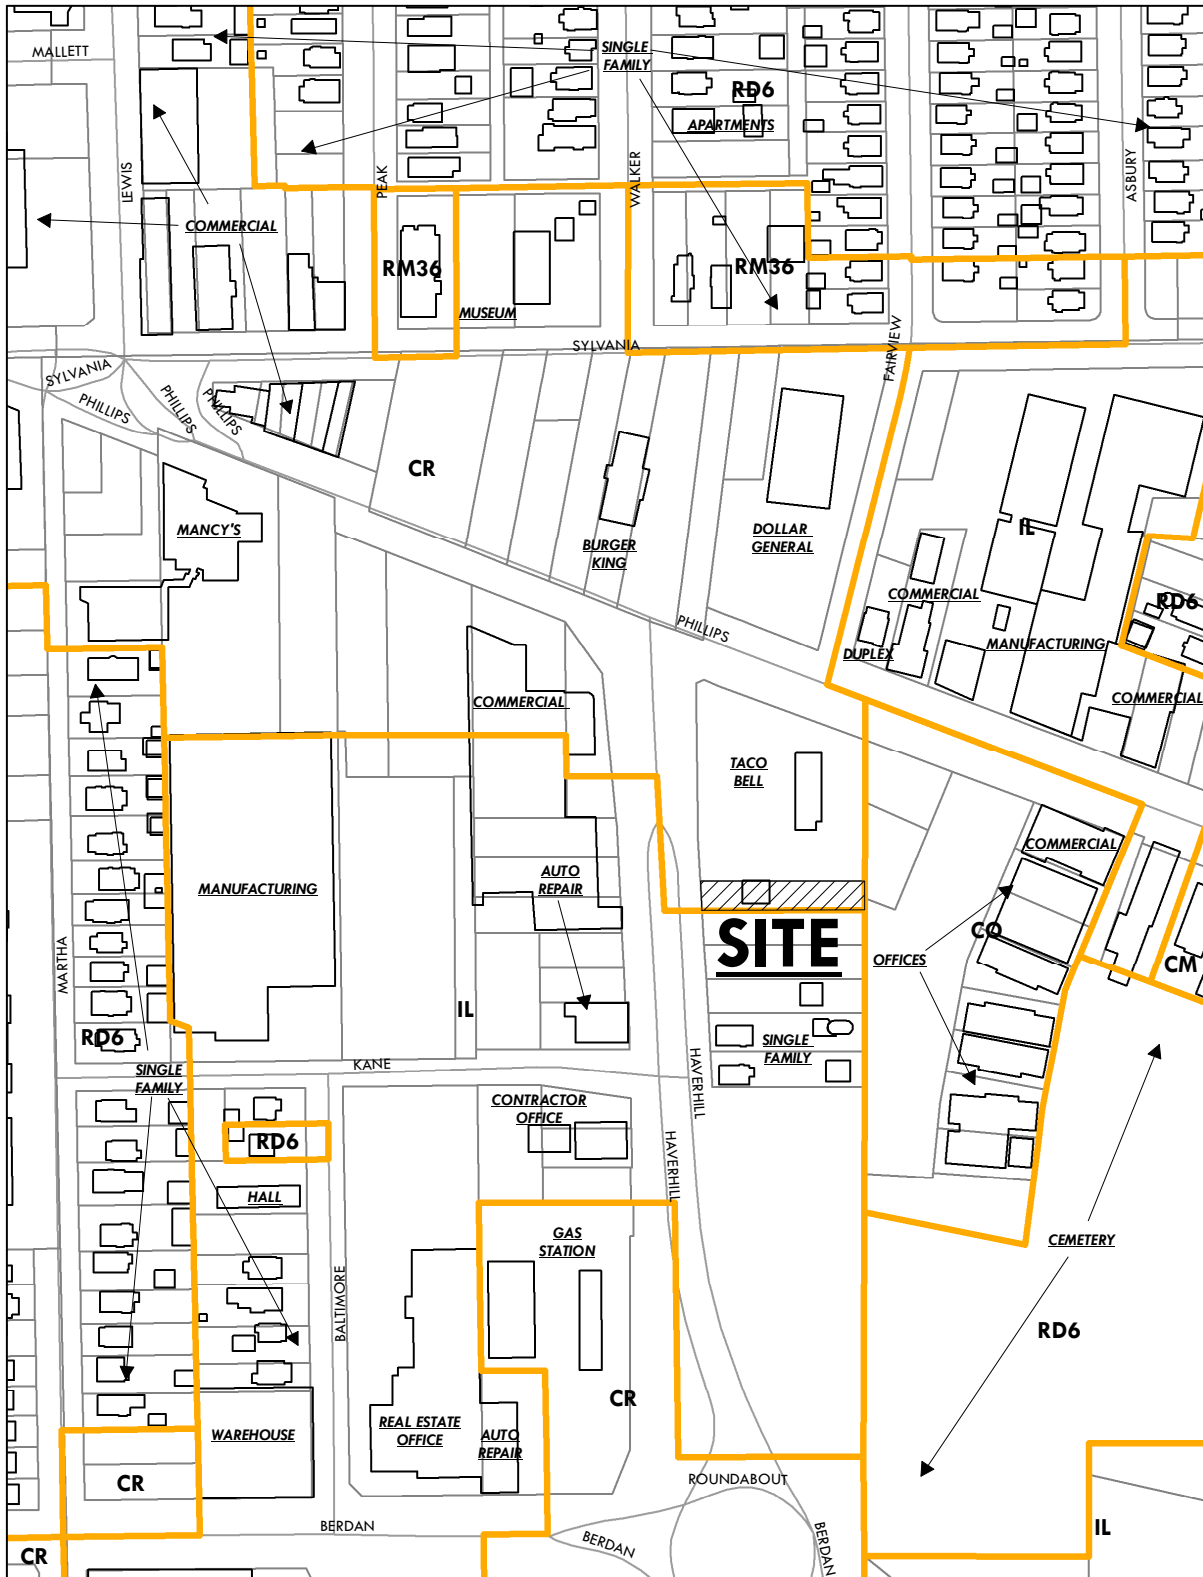 MALLETT
SINGLE
FAMILY
RD6
APARTMENTS
LEWIS
PEAK
WALKER
ASBURY
COMMERCIAL
RM36
RM36
MUSEUM
SYLVANIA
FAIRVIEW
SYLVANIA
PHILLIPS
PHILLIPS
PHILLIPS
CR
MANCY'S
BURGER
KING
DOLLAR
GENERAL
IL
COMMERCIAL
RD6
PHILLIPS
DUPLEX
MANUFACTURING
COMMERCIAL
COMMERCIAL
TACO
BELL
COMMERCIAL
MANUFACTURING
AUTO
REPAIR
SITE
CO
OFFICES
CM
MARTHA
IL
RD6
SINGLE
FAMILY
KANE
SINGLE
FAMILY
HAVERHILL
CONTRACTOR
OFFICE
RD6
HAVERHILL
HALL
GAS
STATION
CEMETERY
BALTIMORE
RD6
CR
REAL ESTATE
OFFICE
AUTO
REPAIR
WAREHOUSE
CR
ROUNDABOUT
BERDAN
BERDAN
BERDAN
IL
CR